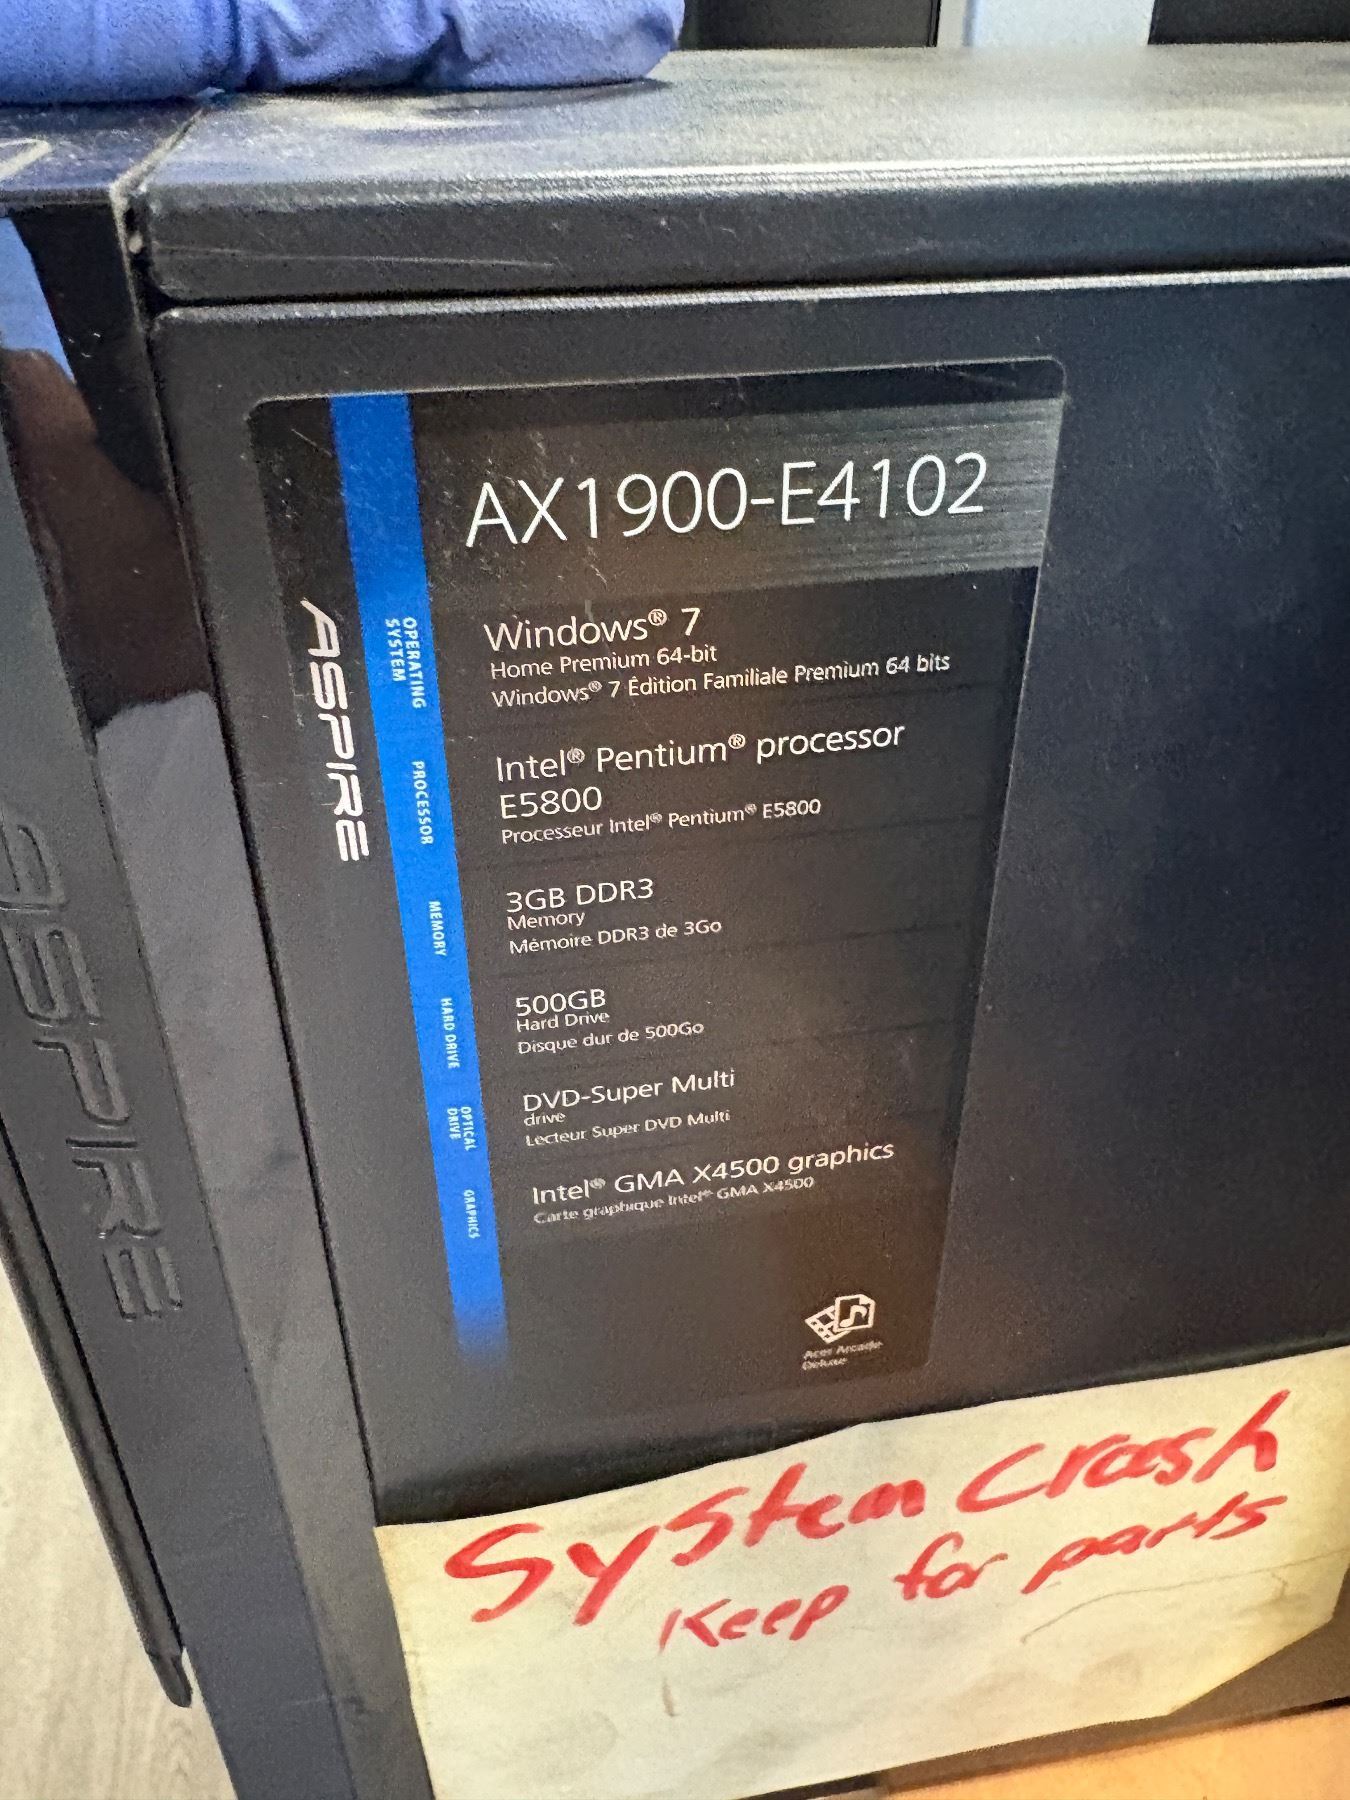 AX1900-E4102
ASPIRE
OPERATING
SYSTEM
Windows® 7
Home Premium 64-bit
Windows® 7 Édition Familiale Premium 64 bits
PROCESSOR
Intel® Pentium® processor
E5800
Processeur Intel® Pentium® E5800
MEMORY
3GB DDR3
Memory
Mémoire DDR3 de 3Go
HARD DRIVE
500GB
Hard Drive
Disque dur de 500Go
OPTICAL
DRIVE
DVD-Super Multi
drive
Lecteur Super DVD Multi
GRAPHICS
Intel® GMA X4500 graphics
Carte graphique Intel® GMA X4500
Acer Arcade
Deluxe
ASPIRE
System Crash
Keep for parts